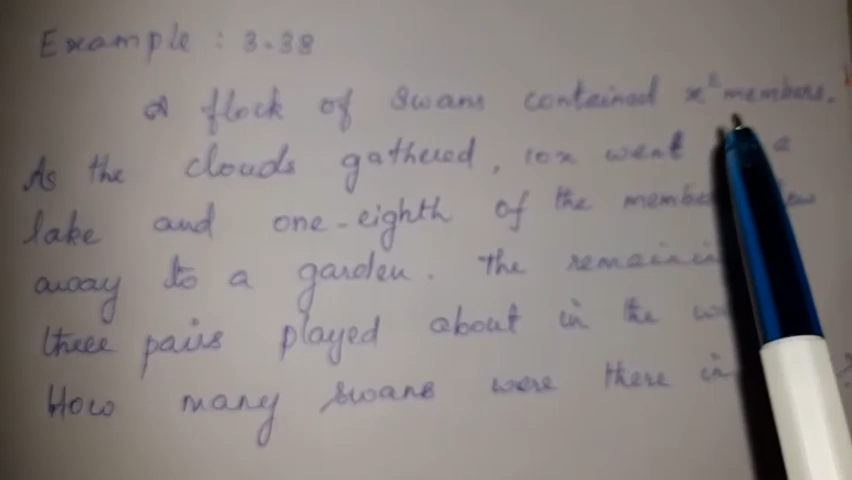 Example : 3.38
A flock of swans contained x² members.
As the clouds gathered, 10x went a
lake and one-eighth of the
away to a garden. The
three pairs played about in the
How many swans were there in ?